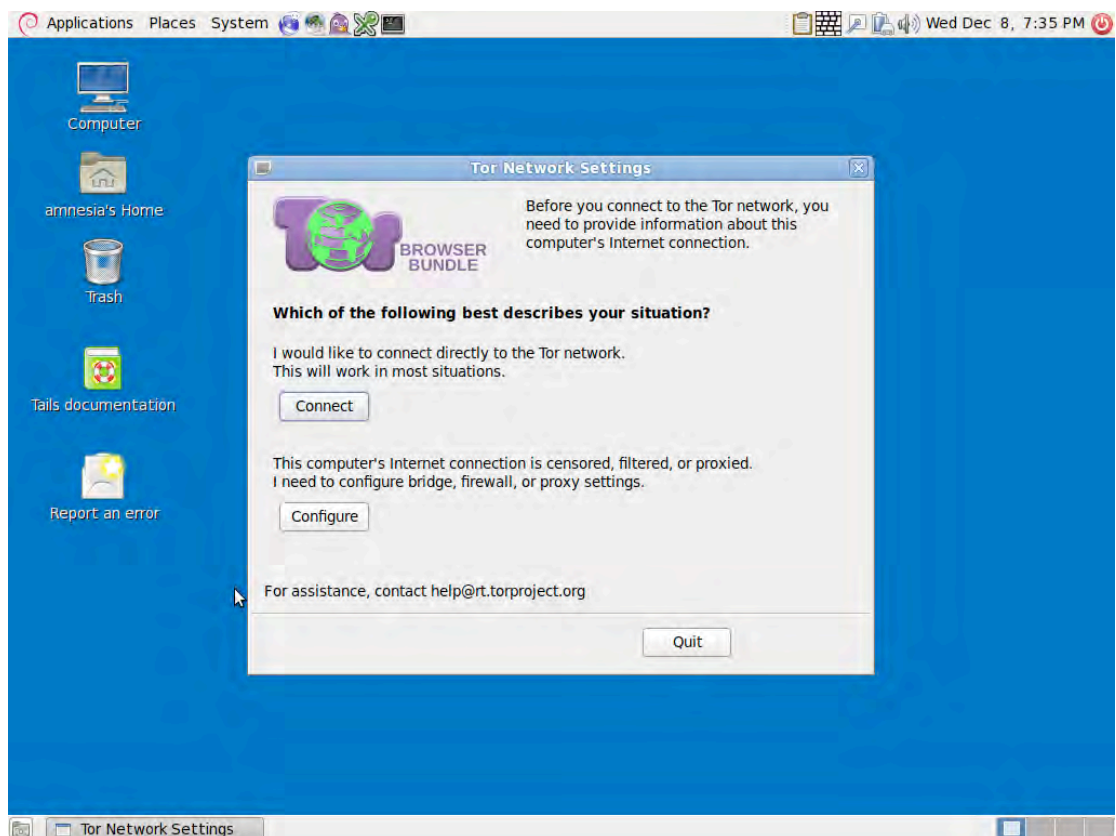 Applications Places System
Wed Dec 8, 7:35 PM
Computer
amnesia's Home
Trash
Tails documentation
Report an error
Tor Network Settings
Tor
BROWSER
BUNDLE
Before you connect to the Tor network, you
need to provide information about this
computer's Internet connection.
Which of the following best describes your situation?
I would like to connect directly to the Tor network.
This will work in most situations.
Connect
This computer's Internet connection is censored, filtered, or proxied.
I need to configure bridge, firewall, or proxy settings.
Configure
For assistance, contact help@rt.torproject.org
Quit
Tor Network Settings